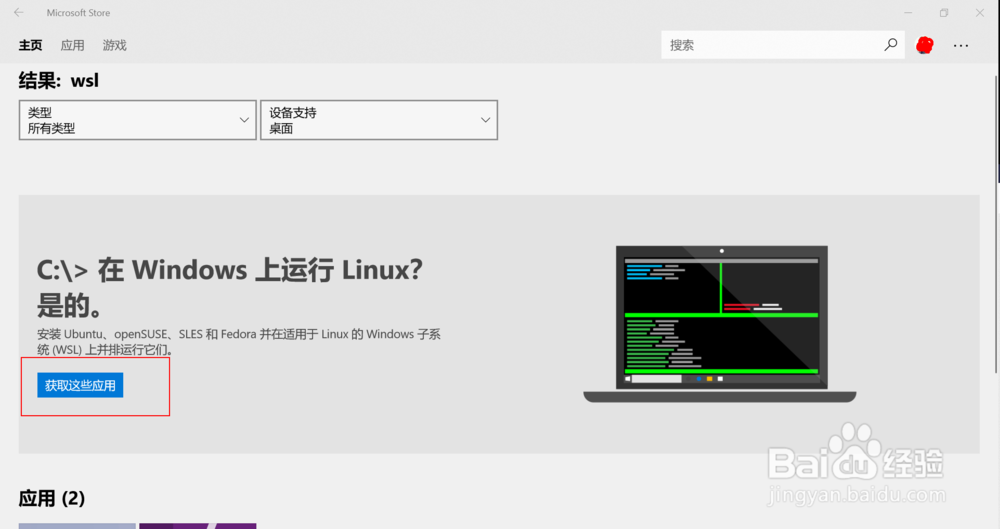 Microsoft Store
主页 应用 游戏
搜索
结果: wsl
类型
所有类型
设备支持
桌面
C:\> 在 Windows 上运行 Linux?
是的。
安装 Ubuntu、openSUSE、SLES 和 Fedora 并在适用于 Linux 的 Windows 子系
统 (WSL) 上并排运行它们。
获取这些应用
Baidu 经验
jingyan.baidu.com
应用 (2)